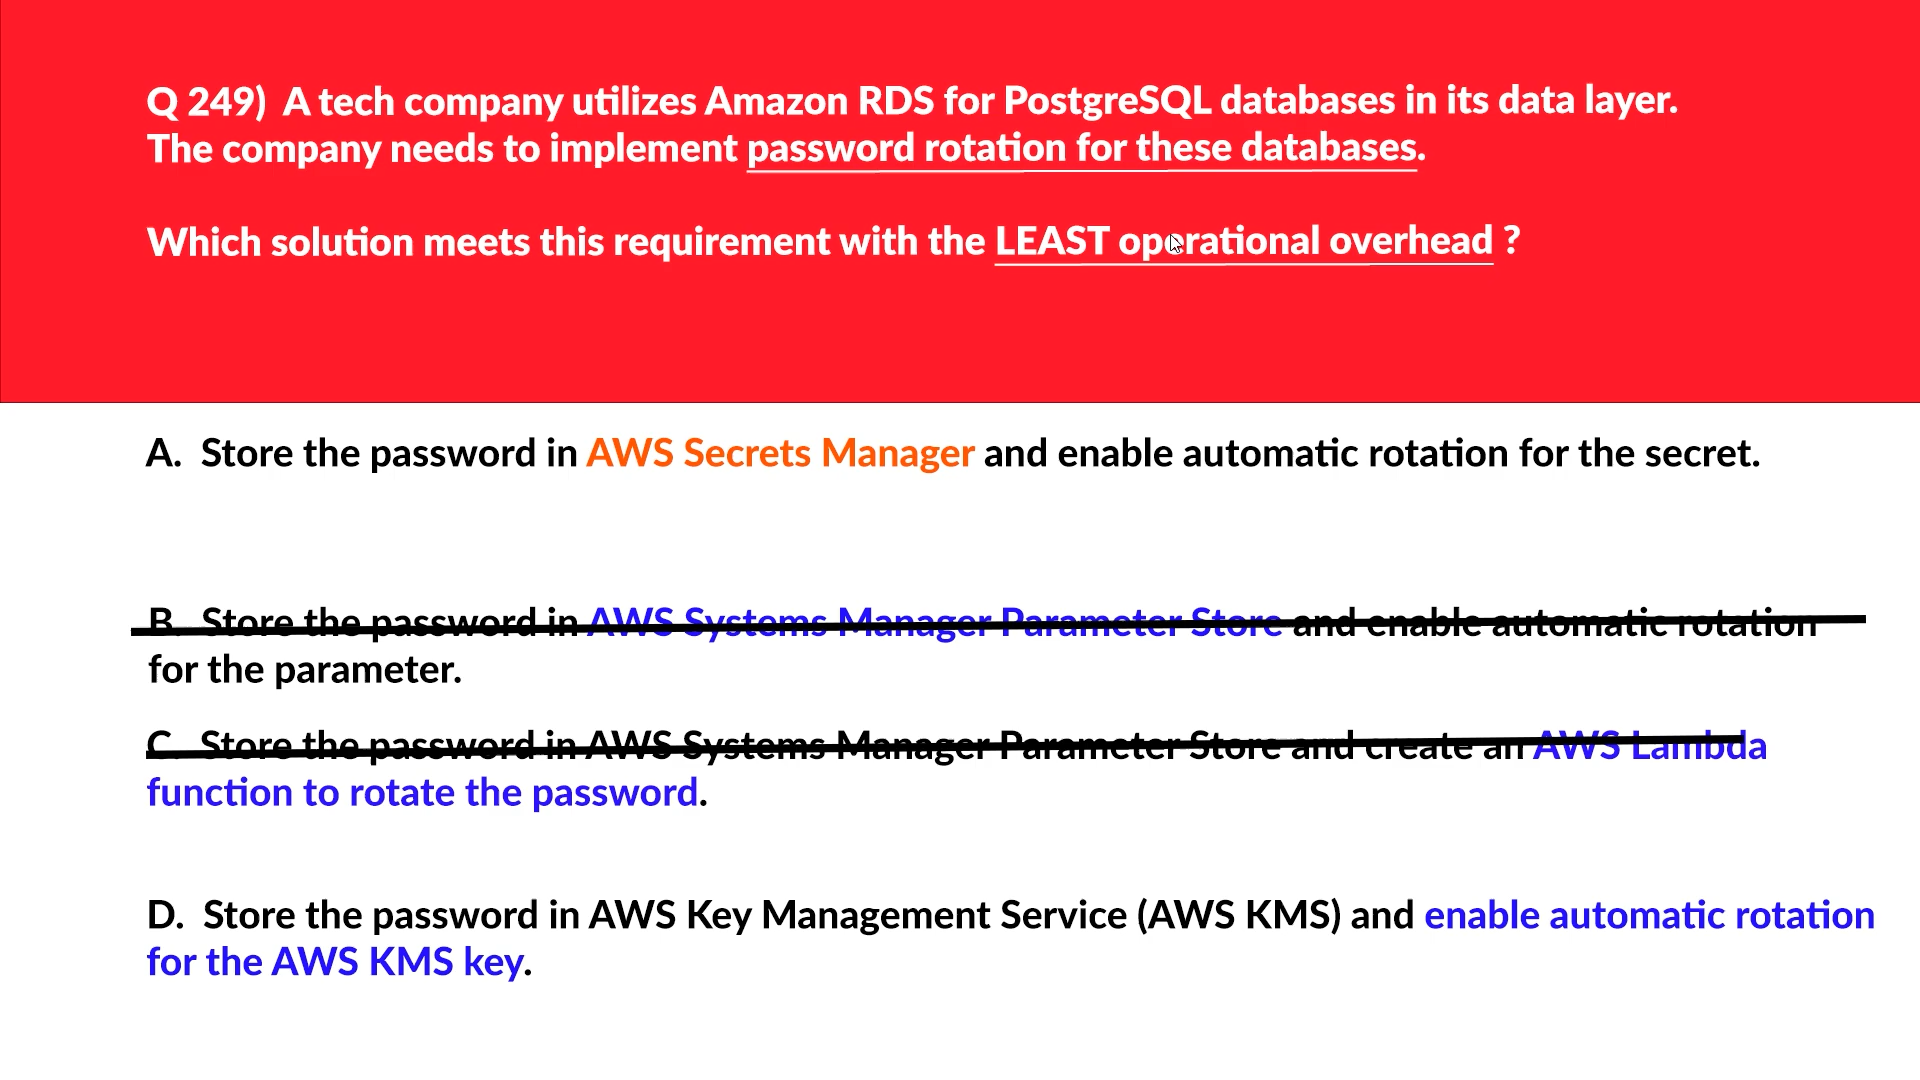 Q 249) A tech company utilizes Amazon RDS for PostgreSQL databases in its data layer.
The company needs to implement password rotation for these databases.
Which solution meets this requirement with the LEAST operational overhead ?
A. Store the password in AWS Secrets Manager and enable automatic rotation for the secret.
B. Store the password in AWS Systems Manager Parameter Store and enable automatic rotation
for the parameter.
C. Store the password in AWS Systems Manager Parameter Store and create an AWS Lambda
function to rotate the password.
D. Store the password in AWS Key Management Service (AWS KMS) and enable automatic rotation
for the AWS KMS key.